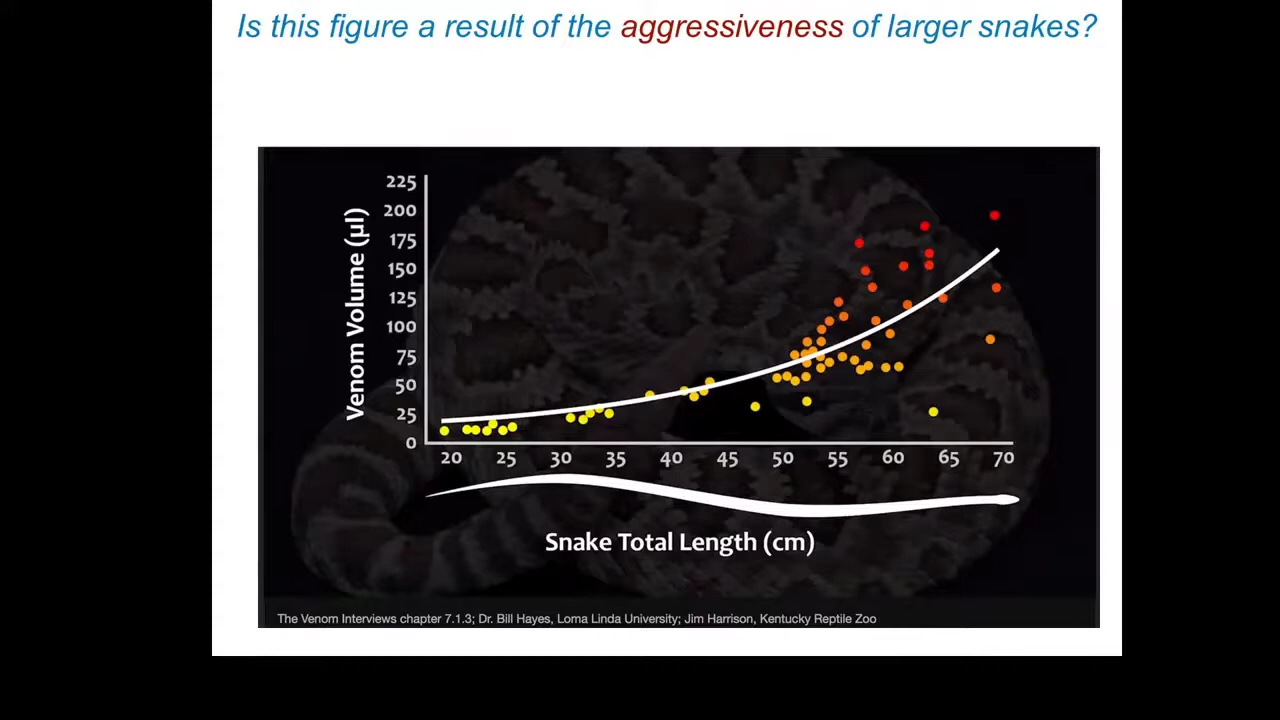 Is this figure a result of the aggressiveness of larger snakes?
225
200
175
150
125
100
75
50
25
0
Venom Volume (µl)
20 25 30 35 40 45 50 55 60 65 70
Snake Total Length (cm)
The Venom Interviews chapter 7.1.3; Dr. Bill Hayes, Loma Linda University; Jim Harrison, Kentucky Reptile Zoo